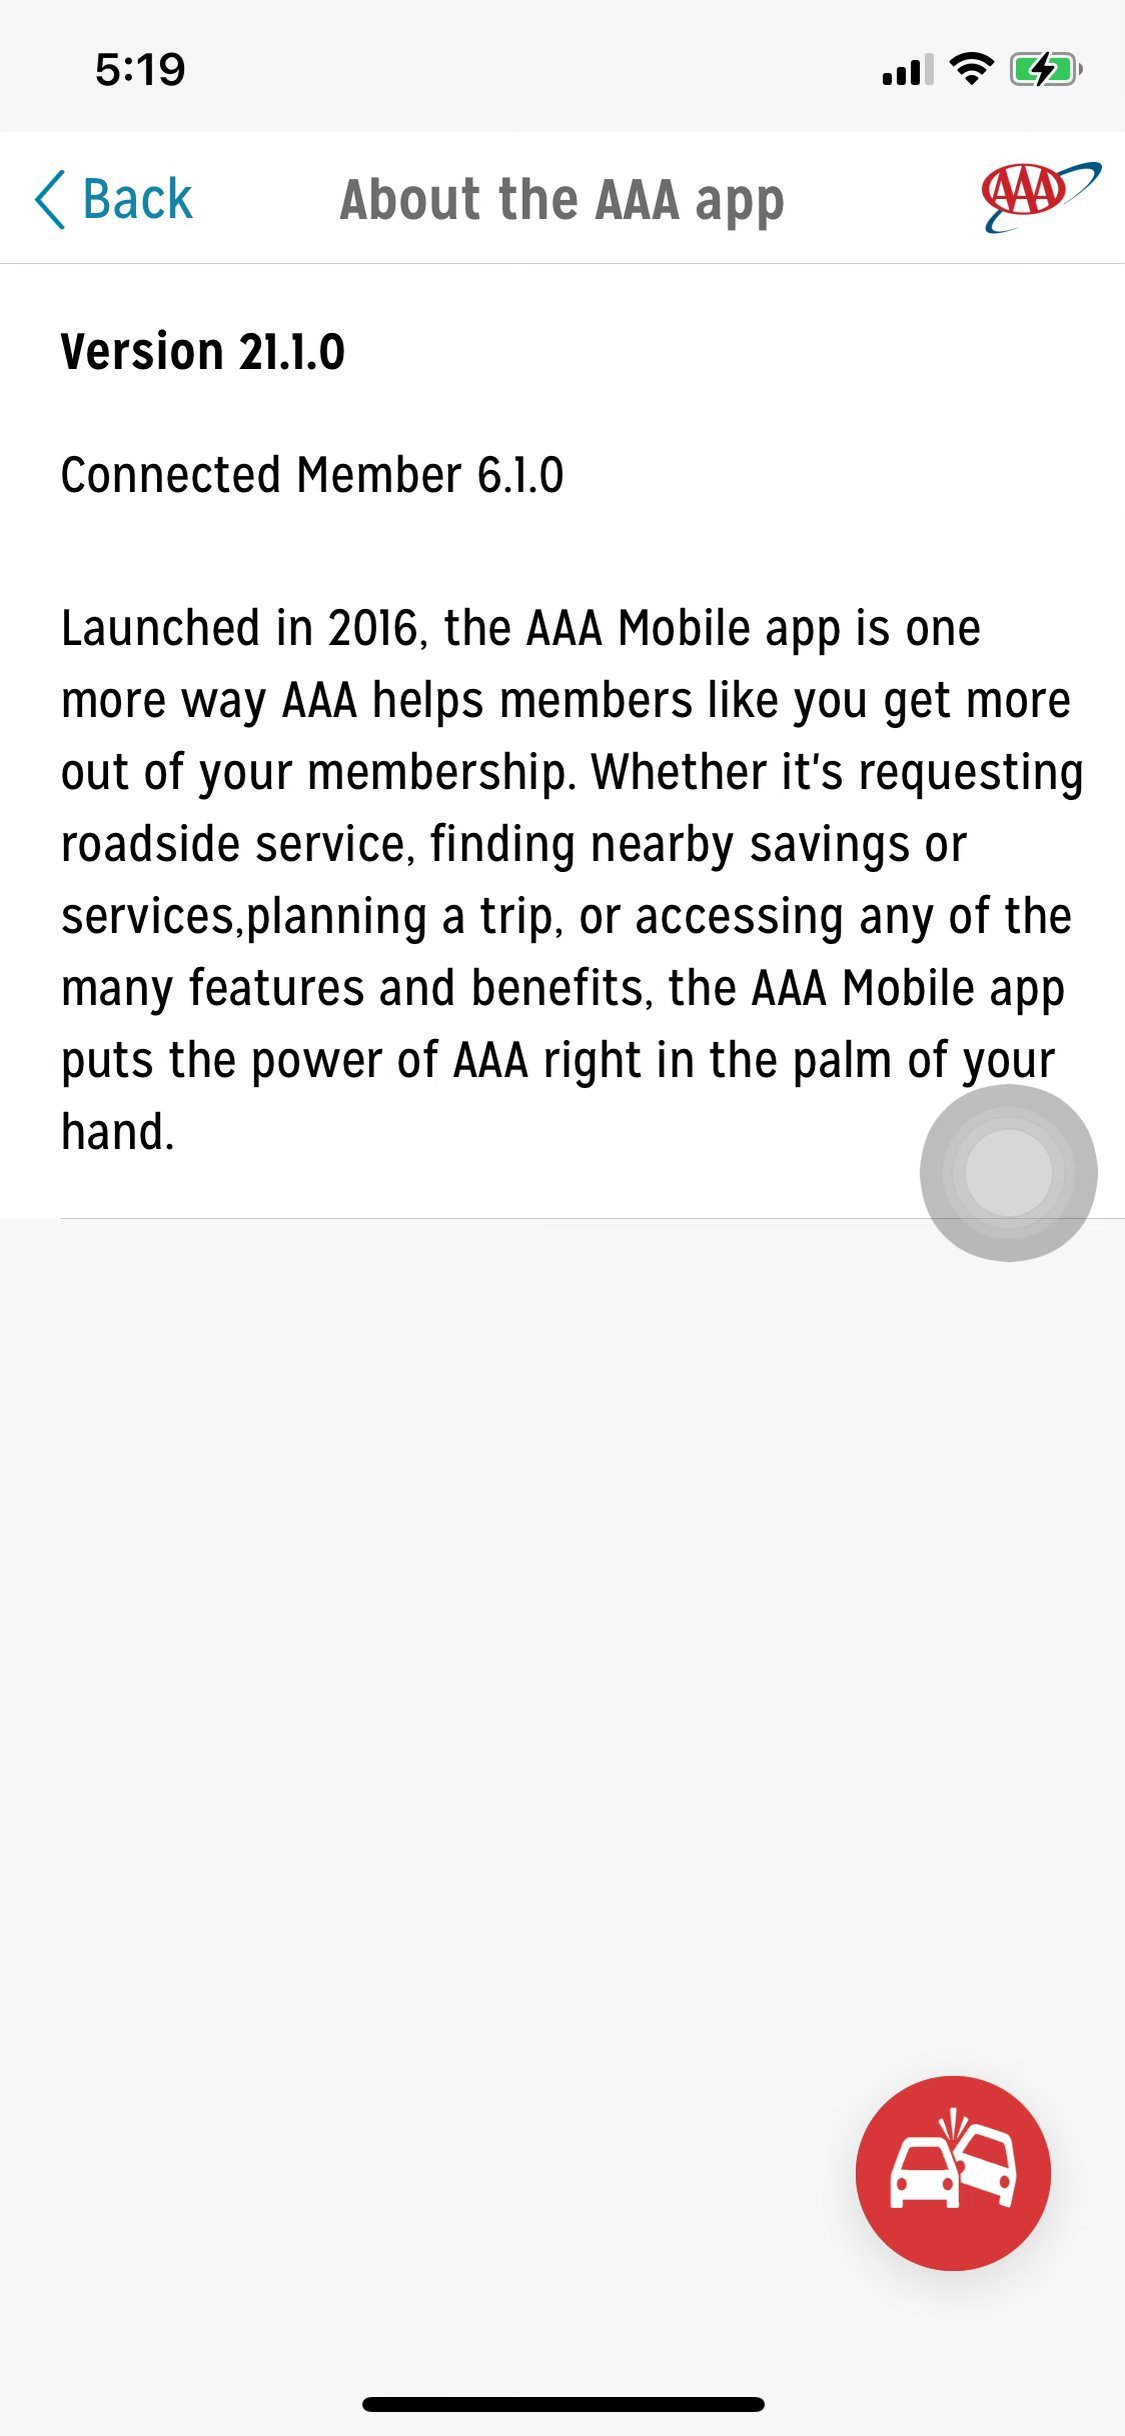 5:19
Back
About the AAA app
AAA
Version 21.1.0
Connected Member 6.1.0
Launched in 2016, the AAA Mobile app is one
more way AAA helps members like you get more
out of your membership. Whether it's requesting
roadside service, finding nearby savings or
services,planning a trip, or accessing any of the
many features and benefits, the AAA Mobile app
puts the power of AAA right in the palm of your
hand.